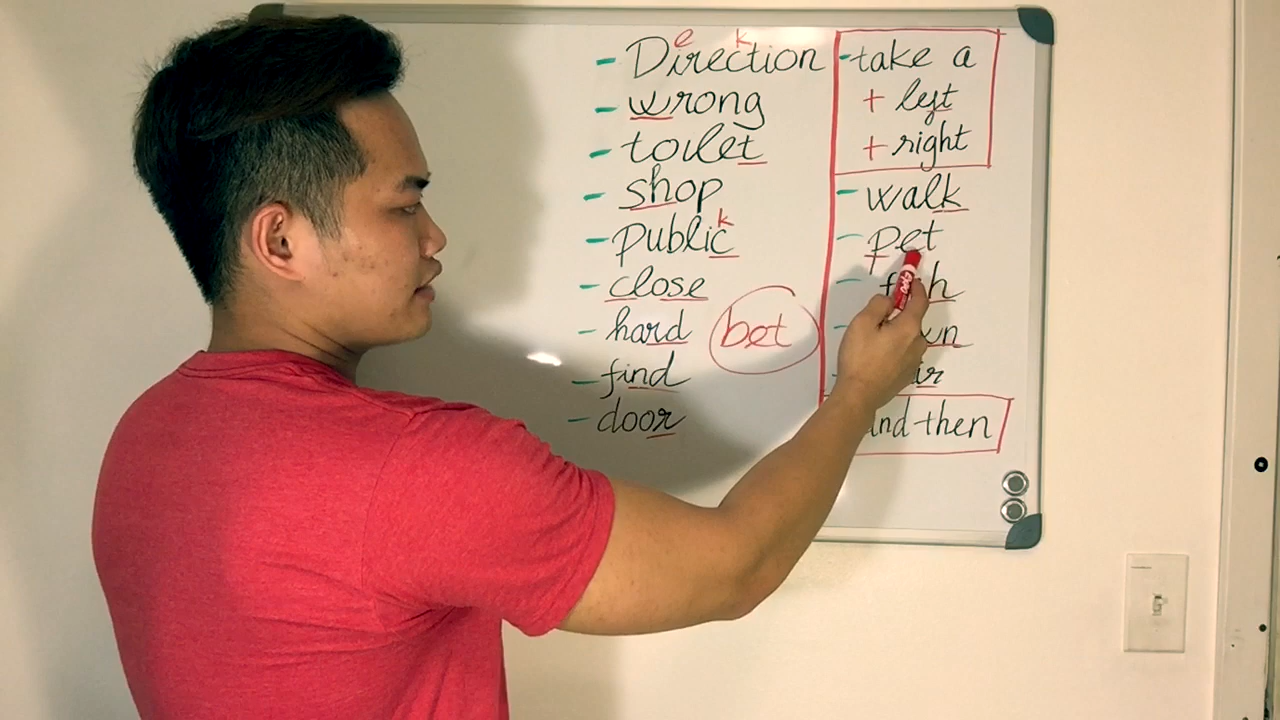 e k
- Direction
- wrong
- toilet
- shop
k
- Public
- close
- hard
- find
- door
bet
- take a
+ left
+ right
- walk
- pet
and then